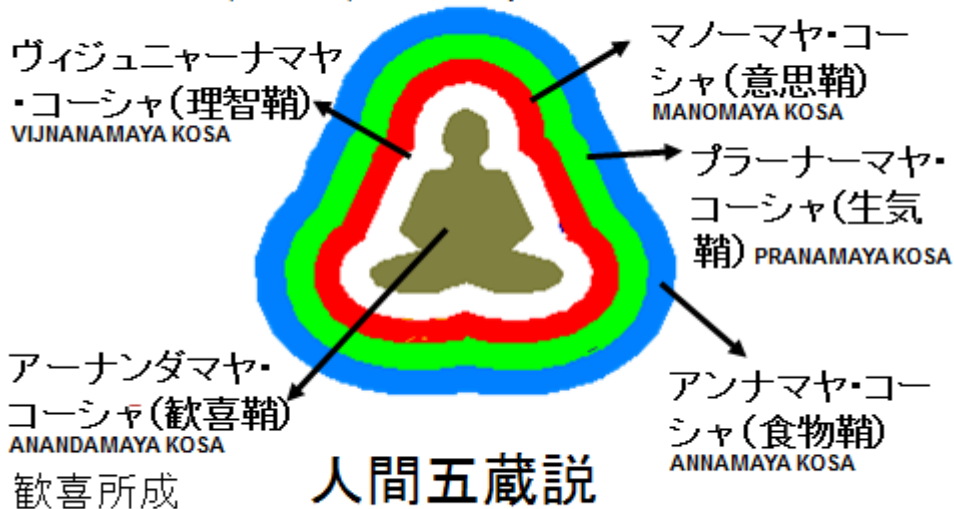 ヴィジュニャーナマヤ
・コーシャ(理智鞘)
VIJNANAMAYA KOSA
マノーマヤ・コー
シャ(意思鞘)
MANOMAYA KOSA
プラーナーマヤ・
コーシャ(生気
鞘) PRANAMAYA KOSA
アーナンダマヤ・
コーシャ(歓喜鞘)
ANANDAMAYA KOSA
歓喜所成
アンナマヤ・コー
シャ(食物鞘)
ANNAMAYA KOSA
人間五蔵説